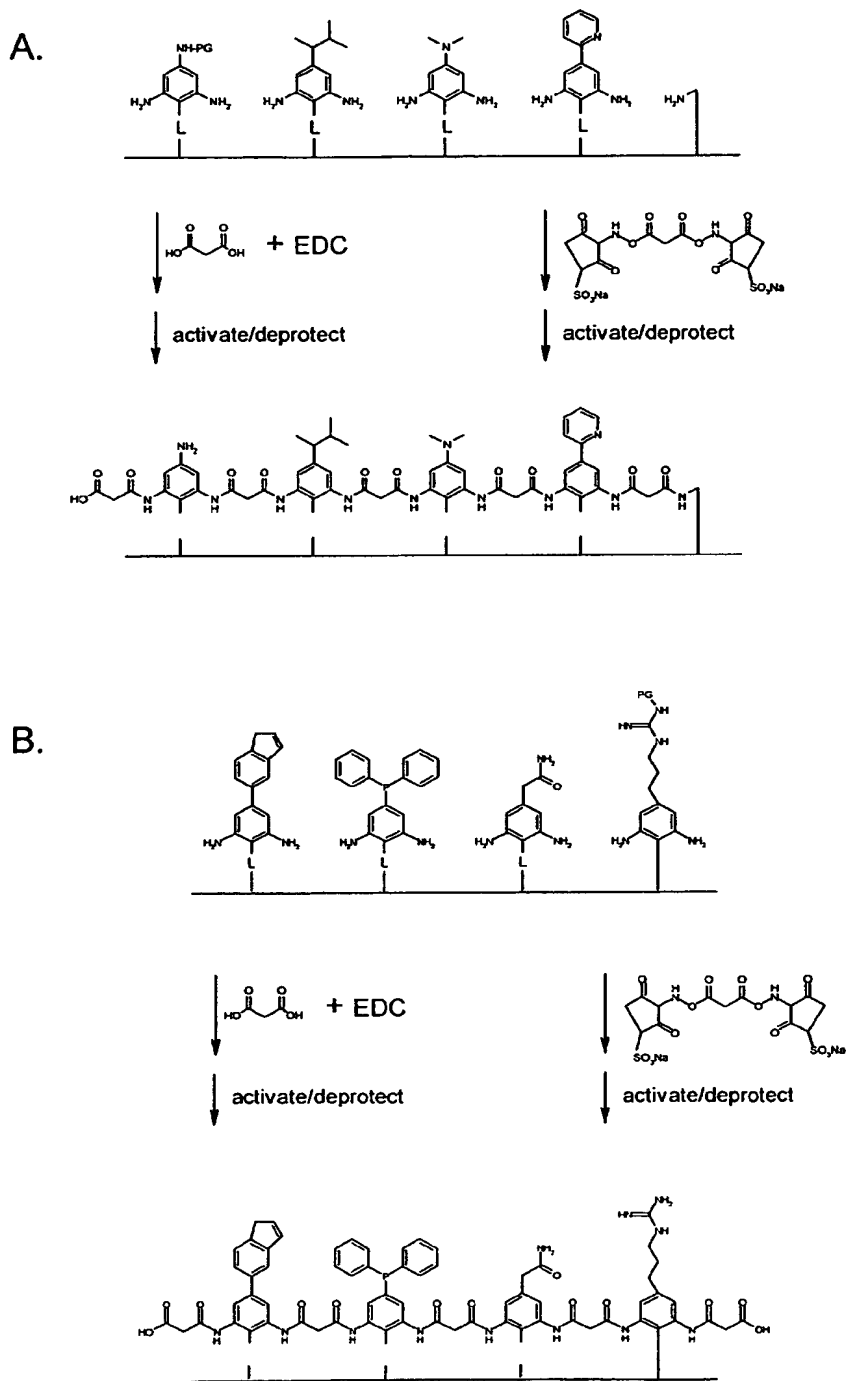 A.
NH-PG
N
N
H₂N NH₂ H₂N NH₂ H₂N NH₂ H₂N NH₂ H₂N
L L L L
O O
HO OH + EDC
O H O O H O
N O O N
O O
SO₃Na SO₃Na
activate/deprotect activate/deprotect
NH₂ N N
O O O O O O O O O O
HO N N N N N N N N NH
H H H H H H H H
B.
PG
NH
HN
NH
P NH₂
O
H₂N NH₂ H₂N NH₂ H₂N NH₂ H₂N NH₂
L L L
O O
HO OH + EDC
O H O O H O
N O O N
O O
SO₃Na SO₃Na
activate/deprotect activate/deprotect
NH₂
HN
NH
P NH₂
O
O O O O O O O O O O
HO N N N N N N N N OH
H H H H H H H H